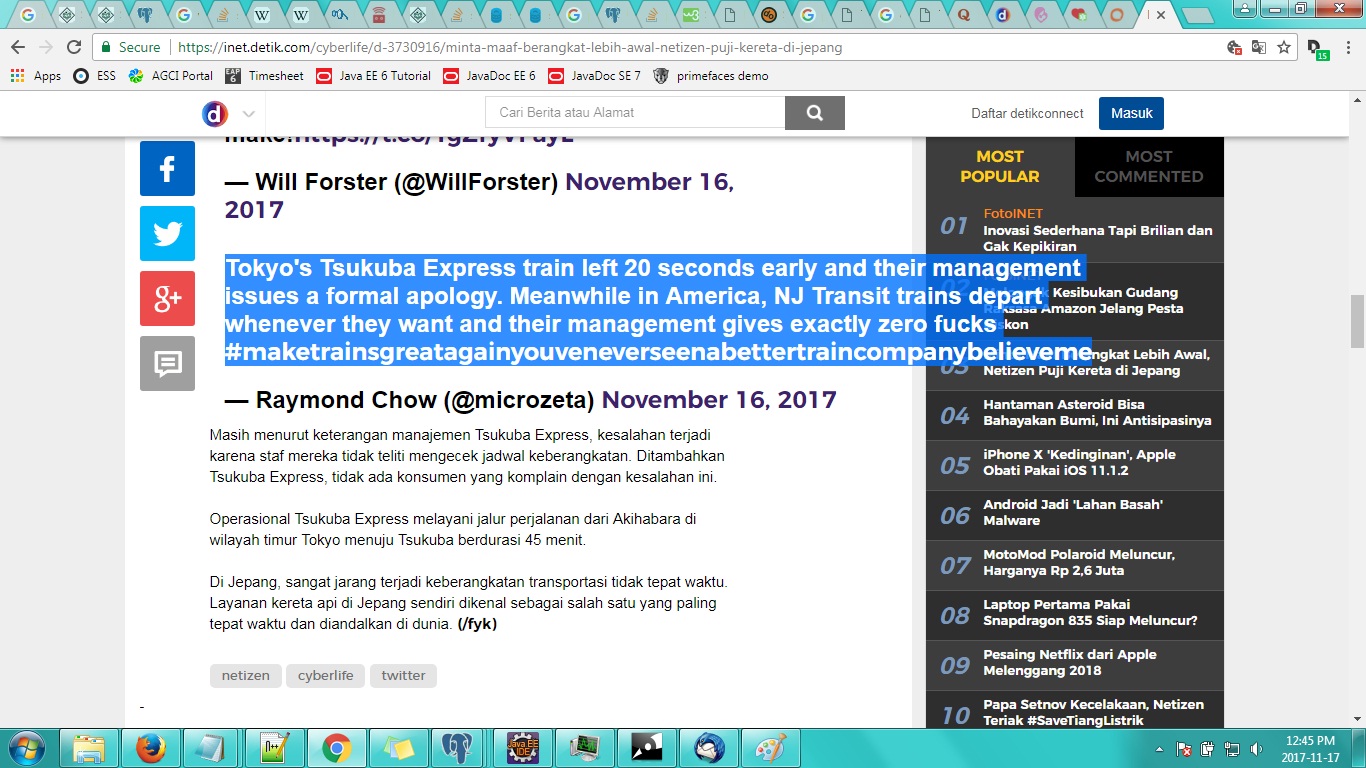 Secure
https://inet.detik.com/cyberlife/d-3730916/minta-maaf-berangkat-lebih-awal-netizen-puji-kereta-di-jepang
15
Apps
ESS
AGCI Portal
Timesheet
Java EE 6 Tutorial
JavaDoc EE 6
JavaDoc SE 7
primefaces demo
Cari Berita atau Alamat
Daftar detikconnect
Masuk
— Will Forster (@WillForster) November 16,
2017
Tokyo's Tsukuba Express train left 20 seconds early and their management
issues a formal apology. Meanwhile in America, NJ Transit trains depart
whenever they want and their management gives exactly zero fucks
#maketrainsgreatagainyouveneverseenabettertraincompanybelieveme
— Raymond Chow (@microzeta) November 16, 2017
Masih menurut keterangan manajemen Tsukuba Express, kesalahan terjadi
karena staf mereka tidak teliti mengecek jadwal keberangkatan. Ditambahkan
Tsukuba Express, tidak ada konsumen yang komplain dengan kesalahan ini.
Operasional Tsukuba Express melayani jalur perjalanan dari Akihabara di
wilayah timur Tokyo menuju Tsukuba berdurasi 45 menit.
Di Jepang, sangat jarang terjadi keberangkatan transportasi tidak tepat waktu.
Layanan kereta api di Jepang sendiri dikenal sebagai salah satu yang paling
tepat waktu dan diandalkan di dunia. (/fyk)
netizen
cyberlife
twitter
-
MOST
POPULAR
MOST
COMMENTED
01
FotoINET
Inovasi Sederhana Tapi Brilian dan
Gak Kepikiran
Kesibukan Gudang
Amazon Jelang Pesta
03
Lebih Awal,
Netizen Puji Kereta di Jepang
04
Hantaman Asteroid Bisa
Bahayakan Bumi, Ini Antisipasinya
05
iPhone X 'Kedinginan', Apple
Obati Pakai iOS 11.1.2
06
Android Jadi 'Lahan Basah'
Malware
07
MotoMod Polaroid Meluncur,
Harganya Rp 2,6 Juta
08
Laptop Pertama Pakai
Snapdragon 835 Siap Meluncur?
09
Pesaing Netflix dari Apple
Melenggang 2018
10
Papa Setnov Kecelakaan, Netizen
Teriak #SaveTiangListrik
12:45 PM
2017-11-17